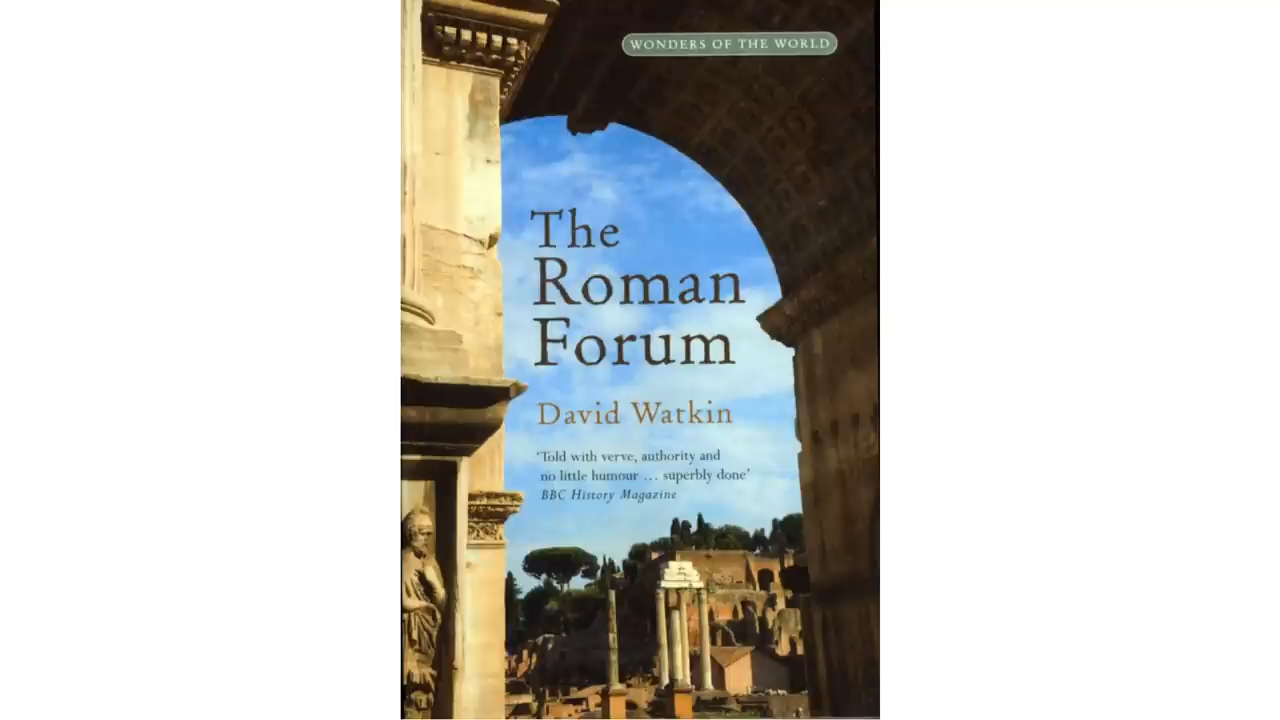 WONDERS OF THE WORLD
The
Roman
Forum
David Watkin
‘Told with verve, authority and
no little humour … superbly done’
BBC History Magazine